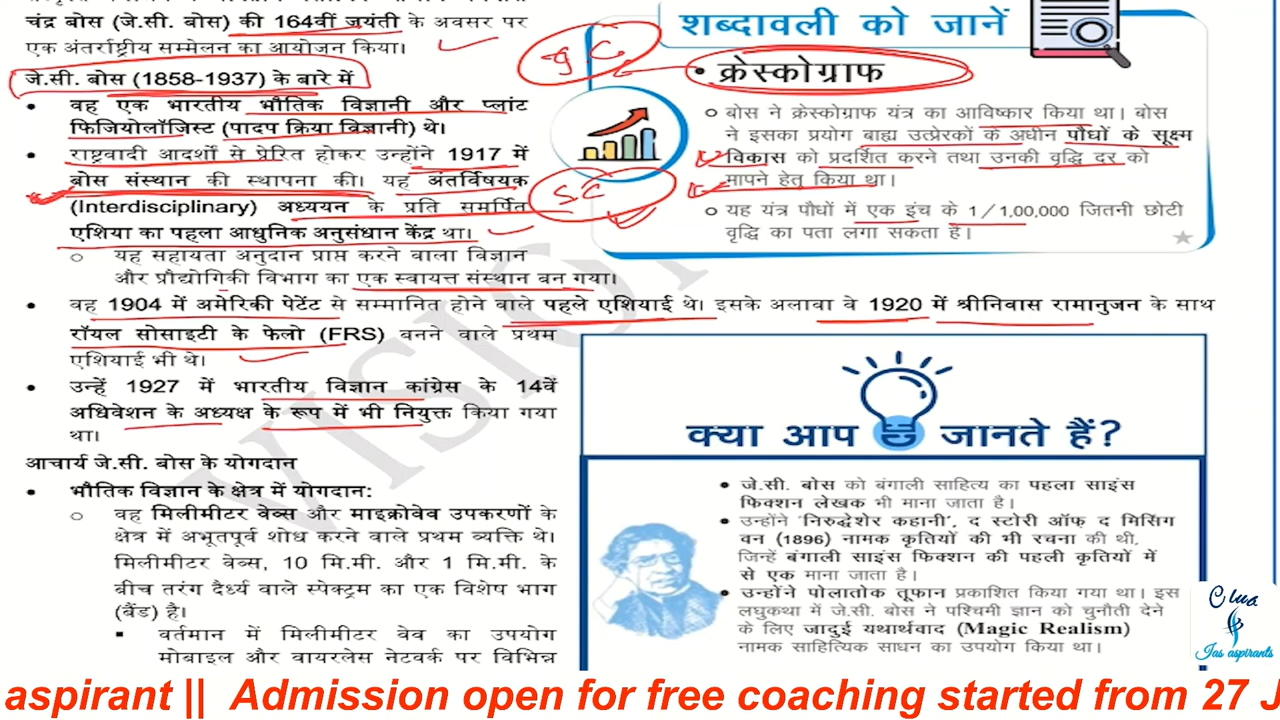 चंद्र बोस (जे.सी. बोस) की 164वीं जयंती के अवसर पर
एक अंतर्राष्ट्रीय सम्मेलन का आयोजन किया।
जे.सी. बोस (1858-1937) के बारे में
• वह एक भारतीय भौतिक विज्ञानी और प्लांट
फिजियोलॉजिस्ट (पादप क्रिया विज्ञानी) थे।
• राष्ट्रवादी आदर्शों से प्रेरित होकर उन्होंने 1917 में
बोस संस्थान की स्थापना की। यह अंतर्विषयक
(Interdisciplinary) अध्ययन के प्रति समर्पित
एशिया का पहला आधुनिक अनुसंधान केंद्र था।
○ यह सहायता अनुदान प्राप्त करने वाला विज्ञान
और प्रौद्योगिकी विभाग का एक स्वायत्त संस्थान बन गया।
• वह 1904 में अमेरिकी पेटेंट से सम्मानित होने वाले पहले एशियाई थे। इसके अलावा वे 1920 में श्रीनिवास रामानुजन के साथ
रॉयल सोसाइटी के फेलो (FRS) बनने वाले प्रथम
एशियाई भी थे।
• उन्हें 1927 में भारतीय विज्ञान कांग्रेस के 14वें
अधिवेशन के अध्यक्ष के रूप में भी नियुक्त किया गया
था।
आचार्य जे.सी. बोस के योगदान
• भौतिक विज्ञान के क्षेत्र में योगदान:
○ वह मिलीमीटर वेव्स और माइक्रोवेव उपकरणों के
क्षेत्र में अभूतपूर्व शोध करने वाले प्रथम व्यक्ति थे।
मिलीमीटर वेव्स, 10 मि.मी. और 1 मि.मी. के
बीच तरंग दैर्ध्य वाले स्पेक्ट्रम का एक विशेष भाग
(बैंड) है।
▪ वर्तमान में मिलीमीटर वेव का उपयोग
मोबाइल और वायरलेस नेटवर्क पर विभिन्न
शब्दावली को जानें
• क्रेस्कोग्राफ
○ बोस ने क्रेस्कोग्राफ यंत्र का आविष्कार किया था। बोस
ने इसका प्रयोग बाह्य उत्प्रेरकों के अधीन पौधों के सूक्ष्म
विकास को प्रदर्शित करने तथा उनकी वृद्धि दर को
मापने हेतु किया था।
○ यह यंत्र पौधों में एक इंच के 1/1,00,000 जितनी छोटी
वृद्धि का पता लगा सकता है।
S.C
क्या आप जानते हैं?
• जे.सी. बोस को बंगाली साहित्य का पहला साइंस
फिक्शन लेखक भी माना जाता है।
• उन्होंने 'निरुद्धेशेर कहानी', द स्टोरी ऑफ् द मिसिंग
वन (1896) नामक कृतियों की भी रचना की थी,
जिन्हें बंगाली साइंस फिक्शन की पहली कृतियों में
से एक माना जाता है।
• उन्होंने पोलातोक तूफान प्रकाशित किया गया था। इस
लघुकथा में जे.सी. बोस ने पश्चिमी ज्ञान को चुनौती देने
के लिए जादुई यथार्थवाद (Magic Realism)
नामक साहित्यिक साधन का उपयोग किया था।
VISION
Ias aspirants
aspirant || Admission open for free coaching started from 27 J